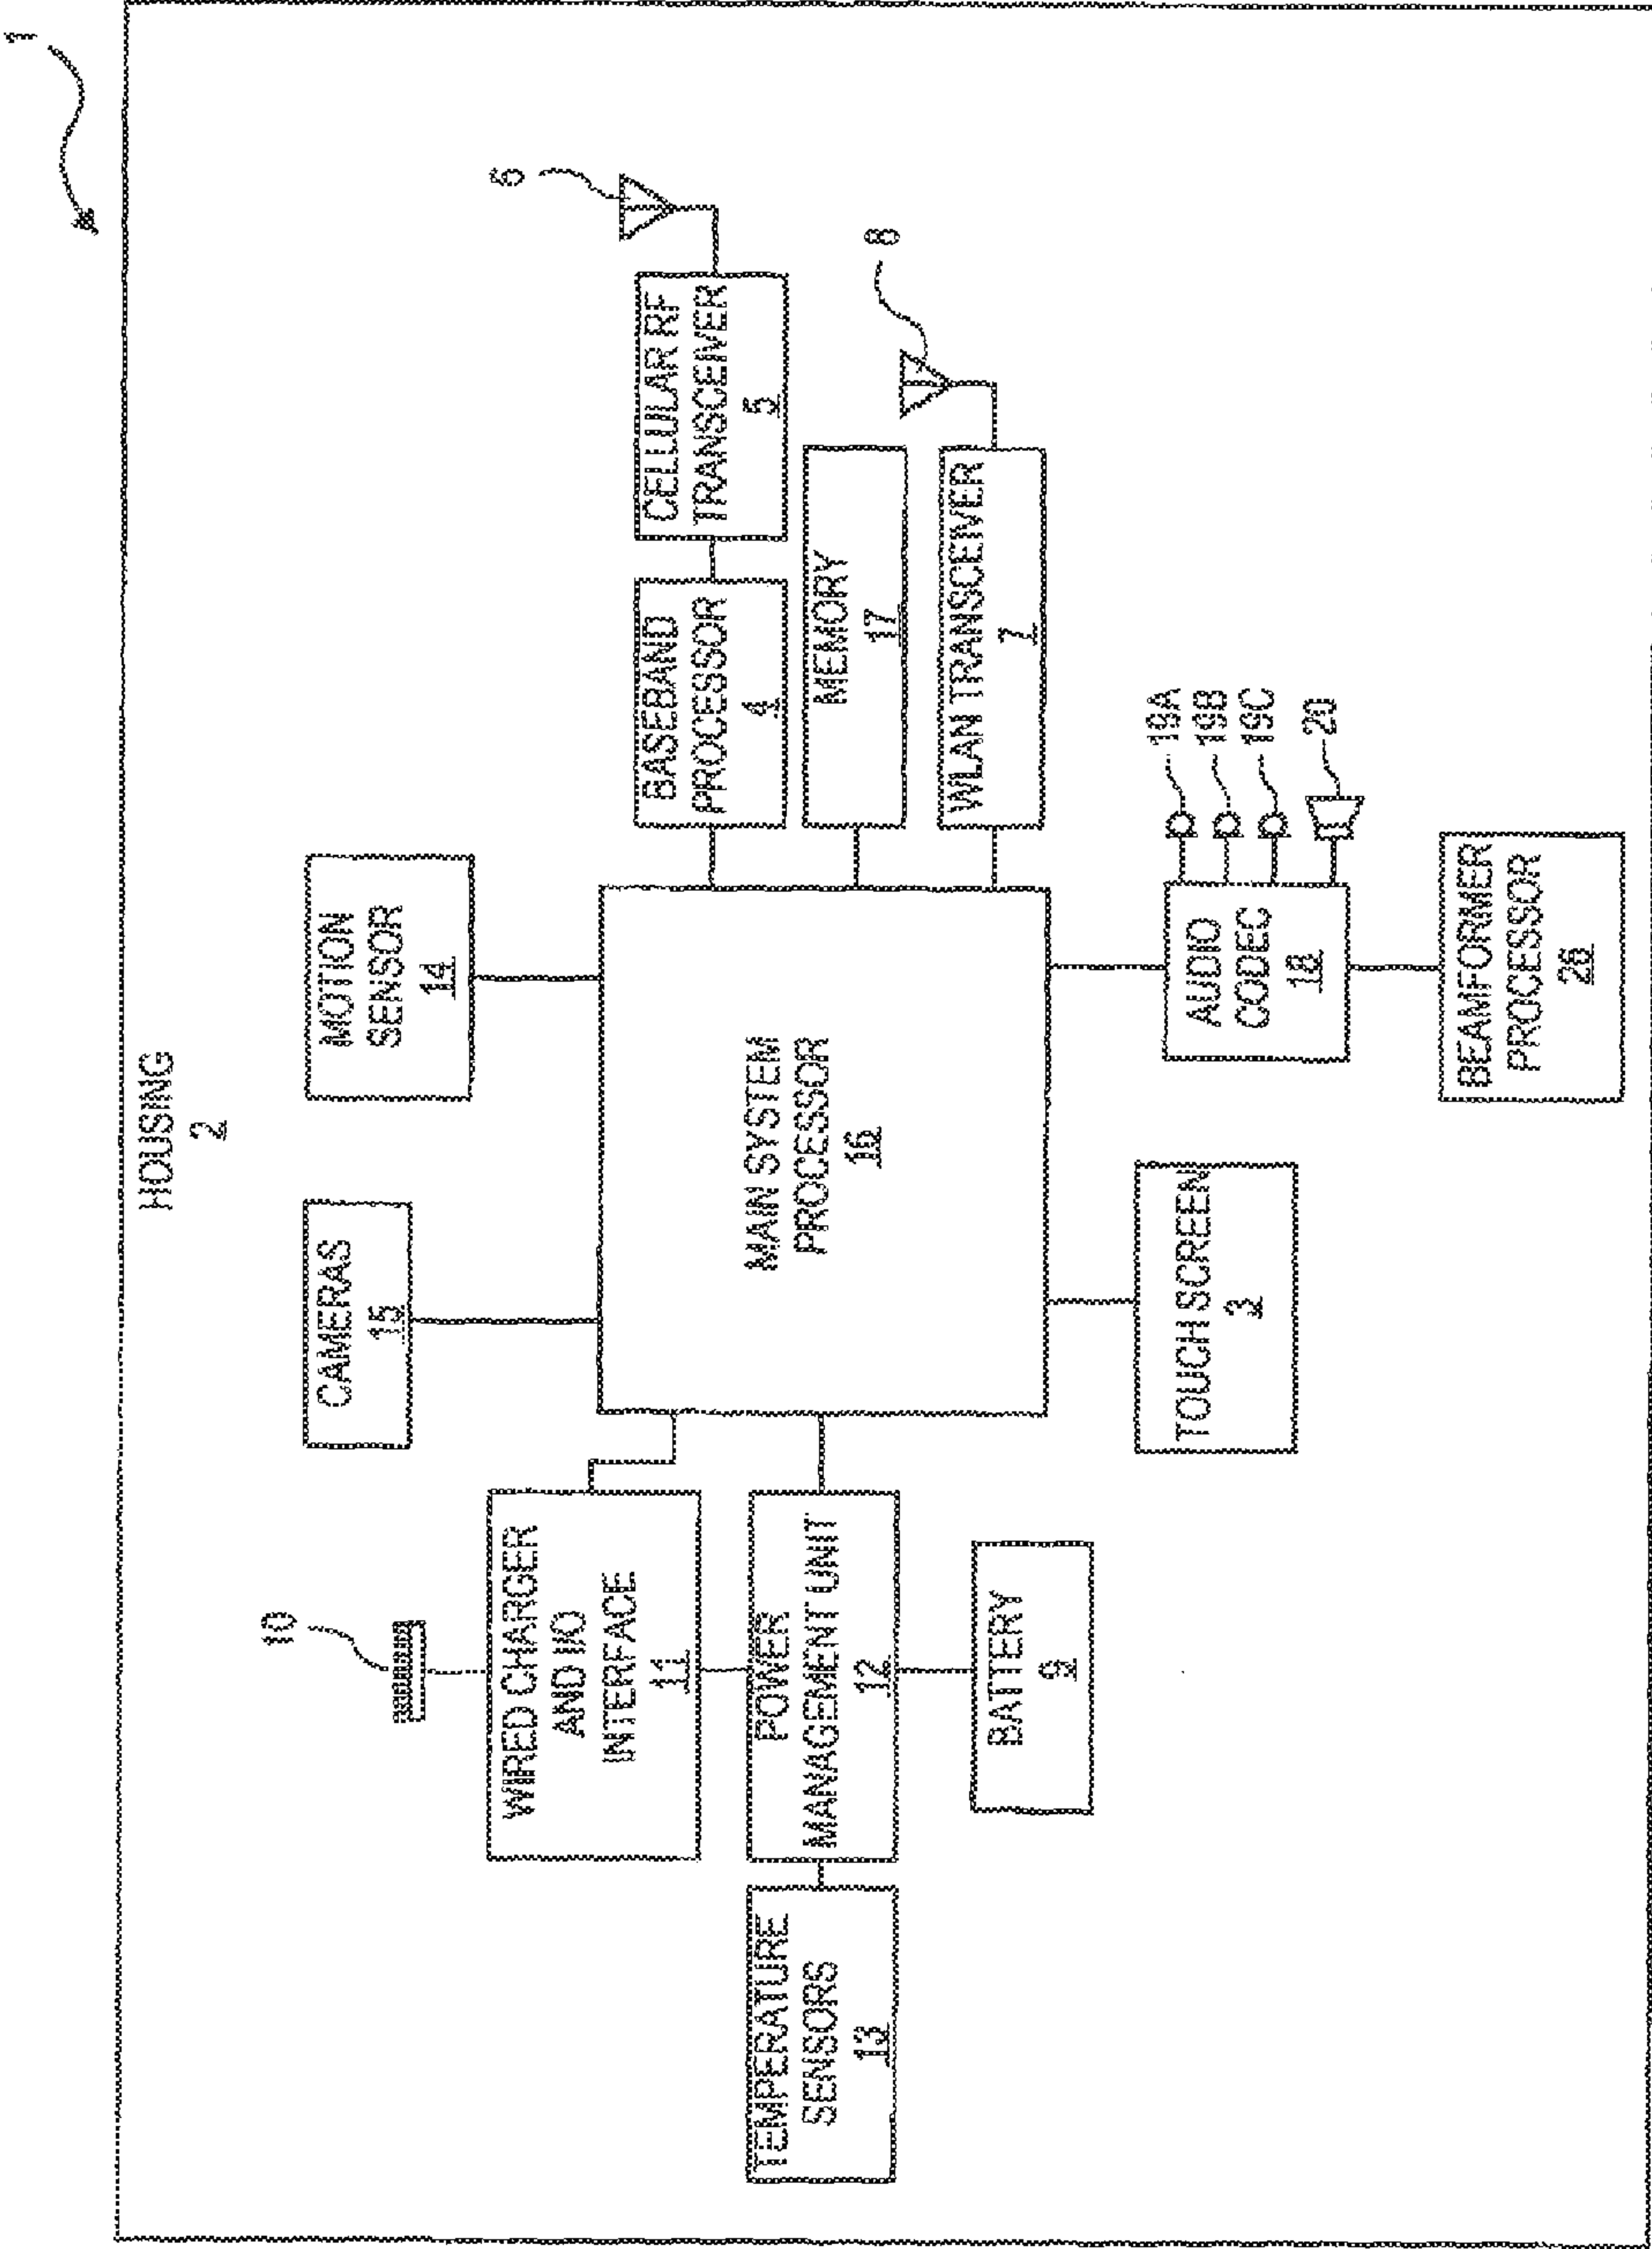 1
HOUSING
2
10
CAMERAS
15
MOTION
SENSOR
14
WIRED CHARGER
AND I/O
INTERFACE
11
TEMPERATURE
SENSORS
13
POWER
MANAGEMENT UNIT
12
BATTERY
9
MAIN SYSTEM
PROCESSOR
16
BASEBAND
PROCESSOR
4
CELLULAR RF
TRANSCEIVER
5
6
MEMORY
17
WLAN TRANSCEIVER
7
8
TOUCH SCREEN
3
AUDIO
CODEC
18
19A
19B
19C
20
BEAMFORMER
PROCESSOR
26